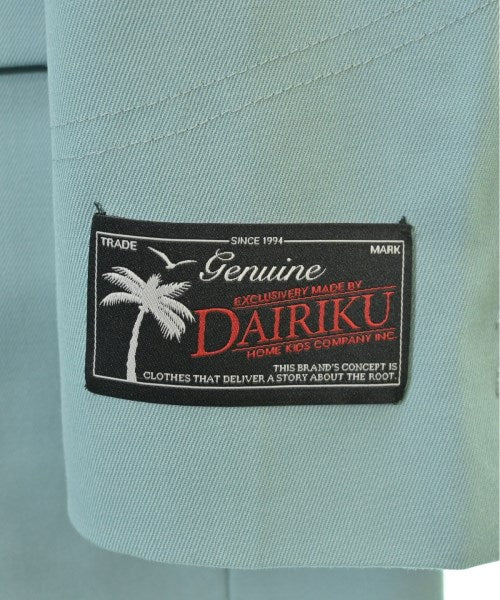 TRADE SINCE 1994 MARK
Genuine
EXCLUSIVERY MADE BY
DAIRIKU
HOME KIDS COMPANY INC.
THIS BRAND'S CONCEPT IS
CLOTHES THAT DELIVER A STORY ABOUT THE ROOT.